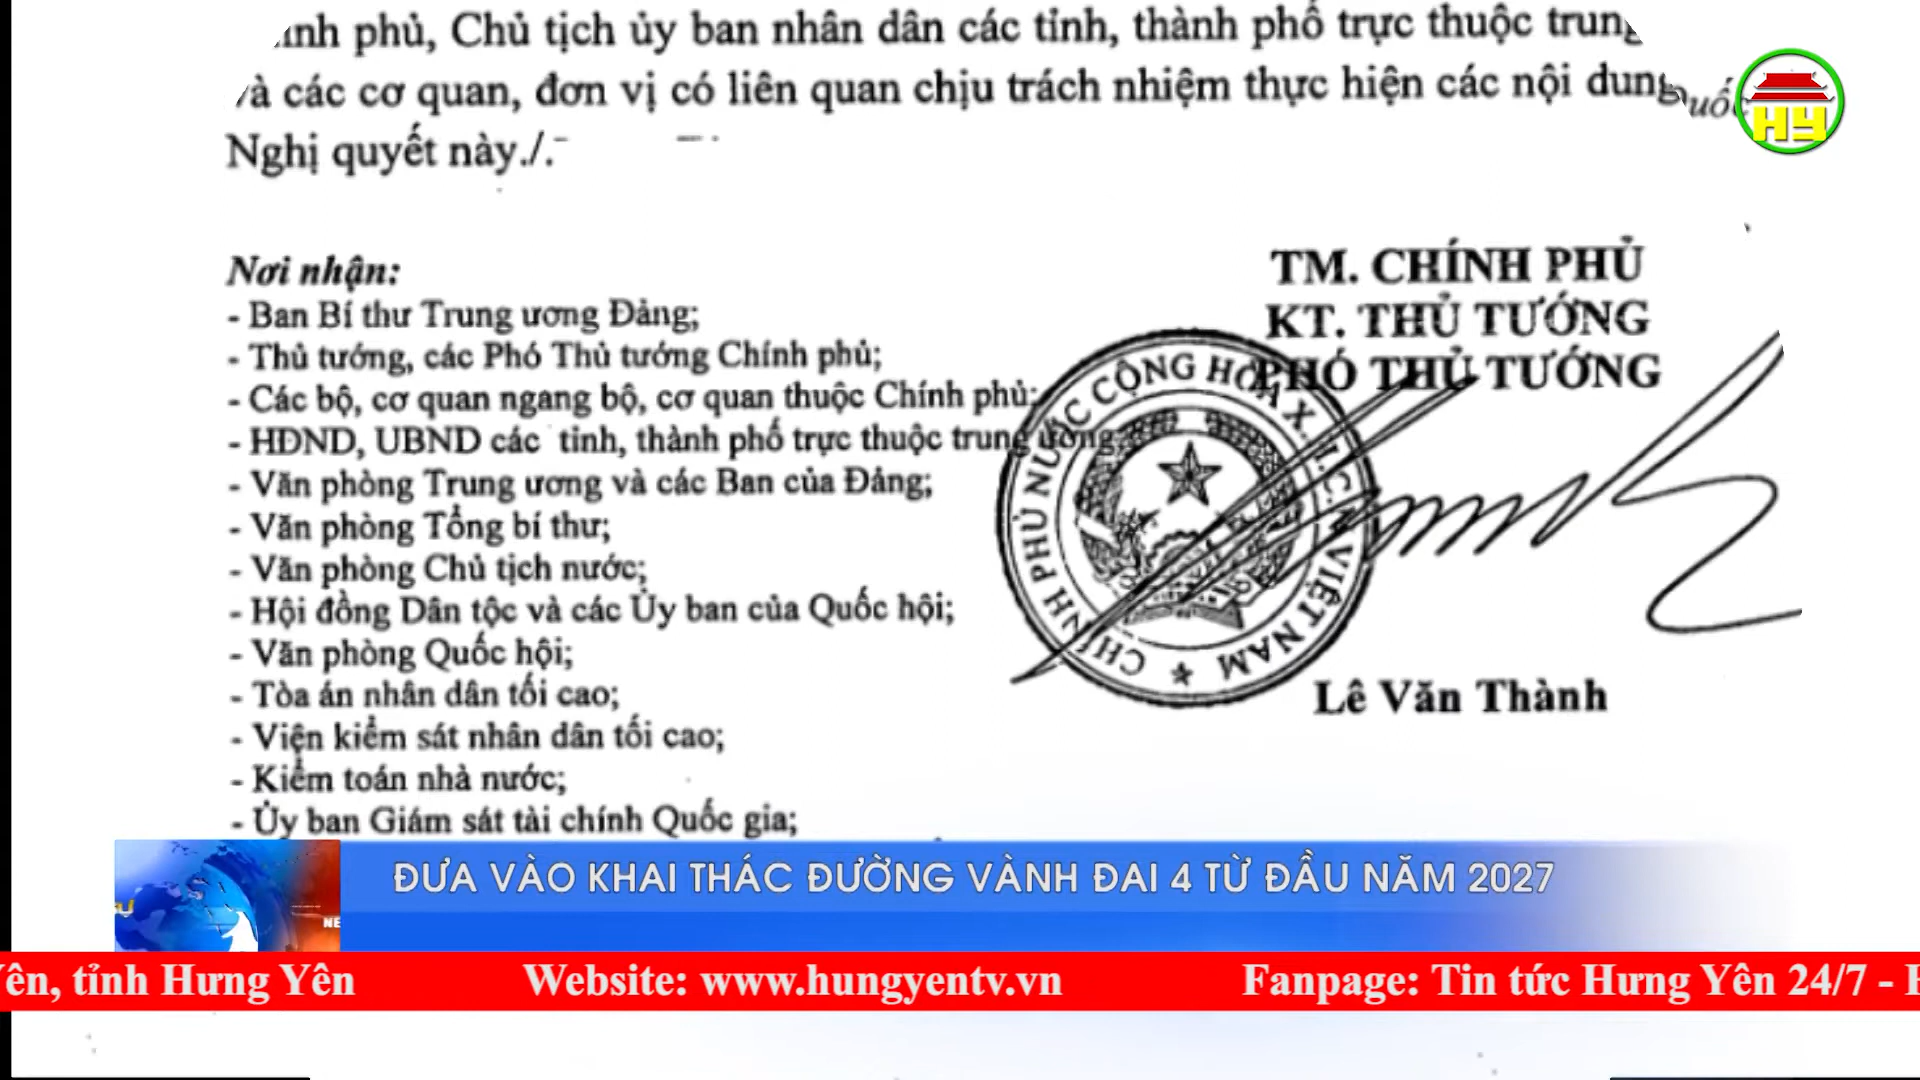 phủ, Chủ tịch ủy ban nhân dân các tỉnh, thành phố trực thuộc trung
và các cơ quan, đơn vị có liên quan chịu trách nhiệm thực hiện các nội dung
Nghị quyết này./.
HY
Nơi nhận:
- Ban Bí thư Trung ương Đảng;
- Thủ tướng, các Phó Thủ tướng Chính phủ;
- Các bộ, cơ quan ngang bộ, cơ quan thuộc Chính phủ;
- HĐND, UBND các tỉnh, thành phố trực thuộc trung ương;
- Văn phòng Trung ương và các Ban của Đảng;
- Văn phòng Tổng bí thư;
- Văn phòng Chủ tịch nước;
- Hội đồng Dân tộc và các Ủy ban của Quốc hội;
- Văn phòng Quốc hội;
- Tòa án nhân dân tối cao;
- Viện kiểm sát nhân dân tối cao;
- Kiểm toán nhà nước;
- Ủy ban Giám sát tài chính Quốc gia;
TM. CHÍNH PHỦ
KT. THỦ TƯỚNG
PHÓ THỦ TƯỚNG
CHÍNH PHỦ NƯỚC CỘNG HÒA X.H.C.N VIỆT NAM
Lê Văn Thành
ĐƯA VÀO KHAI THÁC ĐƯỜNG VÀNH ĐAI 4 TỪ ĐẦU NĂM 2027
Yên, tỉnh Hưng Yên Website: www.hungyentv.vn Fanpage: Tin tức Hưng Yên 24/7 -